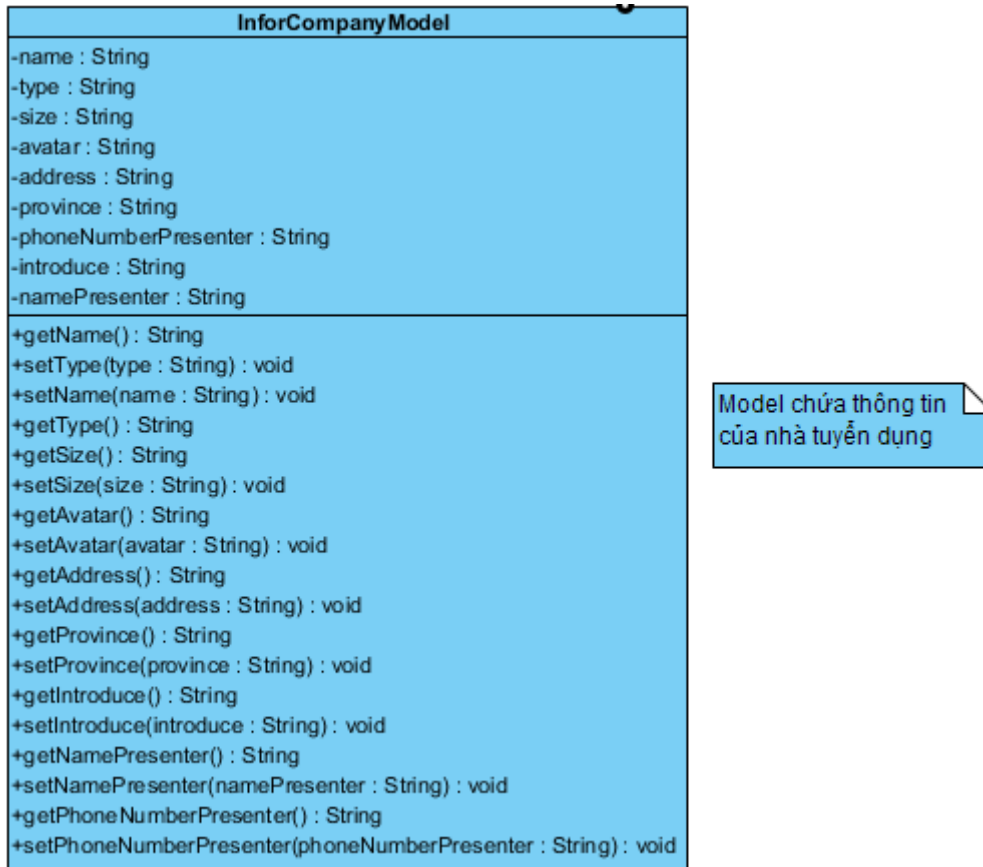 InforCompanyModel
-name : String
-type : String
-size : String
-avatar : String
-address : String
-province : String
-phoneNumberPresenter : String
-introduce : String
-namePresenter : String
+getName() : String
+setType(type : String) : void
+setName(name : String) : void
+getType() : String
+getSize() : String
+setSize(size : String) : void
+getAvatar() : String
+setAvatar(avatar : String) : void
+getAddress() : String
+setAddress(address : String) : void
+getProvince() : String
+setProvince(province : String) : void
+getIntroduce() : String
+setIntroduce(introduce : String) : void
+getNamePresenter() : String
+setNamePresenter(namePresenter : String) : void
+getPhoneNumberPresenter() : String
+setPhoneNumberPresenter(phoneNumberPresenter : String) : void
Model chứa thông tin
của nhà tuyển dụng